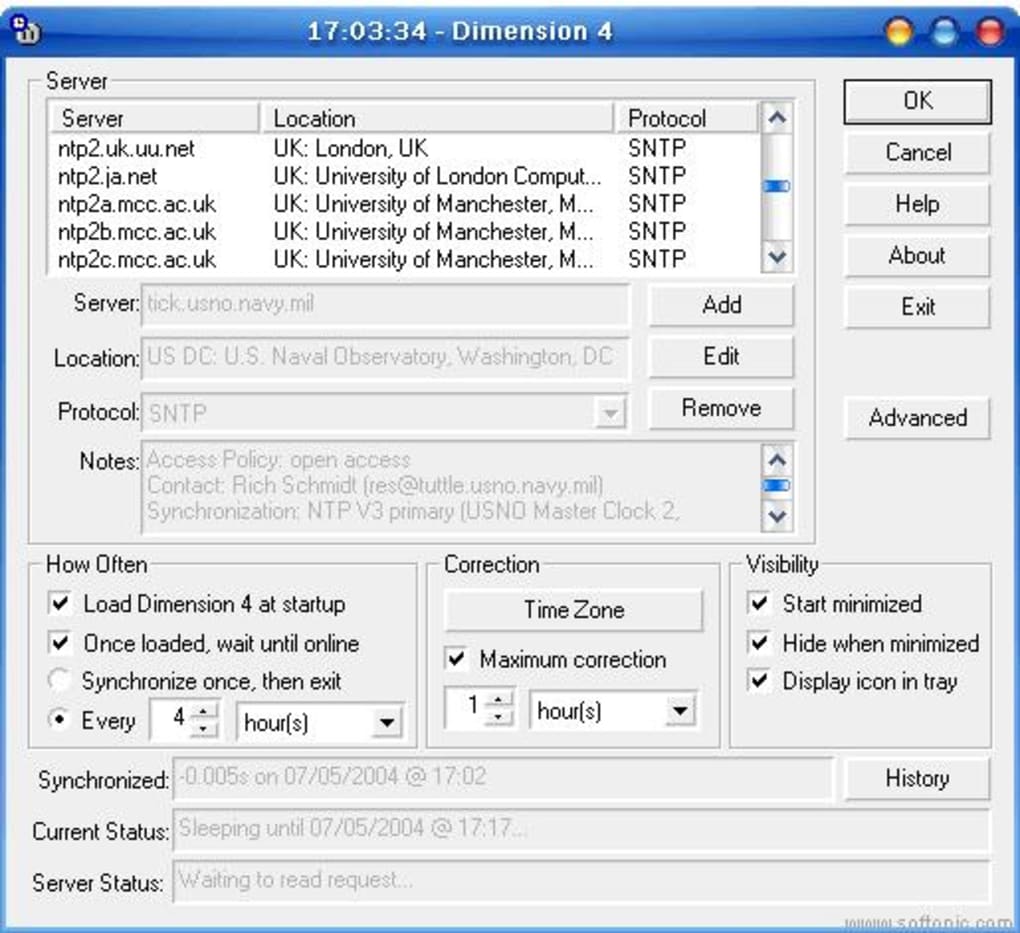 17:03:34 - Dimension 4
Server
Server Location Protocol
ntp2.uk.uu.net UK: London, UK SNTP
ntp2.ja.net UK: University of London Comput... SNTP
ntp2a.mcc.ac.uk UK: University of Manchester, M... SNTP
ntp2b.mcc.ac.uk UK: University of Manchester, M... SNTP
ntp2c.mcc.ac.uk UK: University of Manchester, M... SNTP
OK
Cancel
Help
About
Exit
Advanced
Server: tick.usno.navy.mil Add
Location: US DC: U.S. Naval Observatory, Washington, DC Edit
Protocol: SNTP Remove
Notes: Access Policy: open access
Contact: Rich Schmidt (res@tuttle.usno.navy.mil)
Synchronization: NTP V3 primary (USNO Master Clock 2,
How Often
Load Dimension 4 at startup
Once loaded, wait until online
Synchronize once, then exit
Every 4 hour(s)
Correction
Time Zone
Maximum correction
1 hour(s)
Visibility
Start minimized
Hide when minimized
Display icon in tray
Synchronized: -0.005s on 07/05/2004 @ 17:02 History
Current Status: Sleeping until 07/05/2004 @ 17:17...
Server Status: Waiting to read request...
www.softonic.com